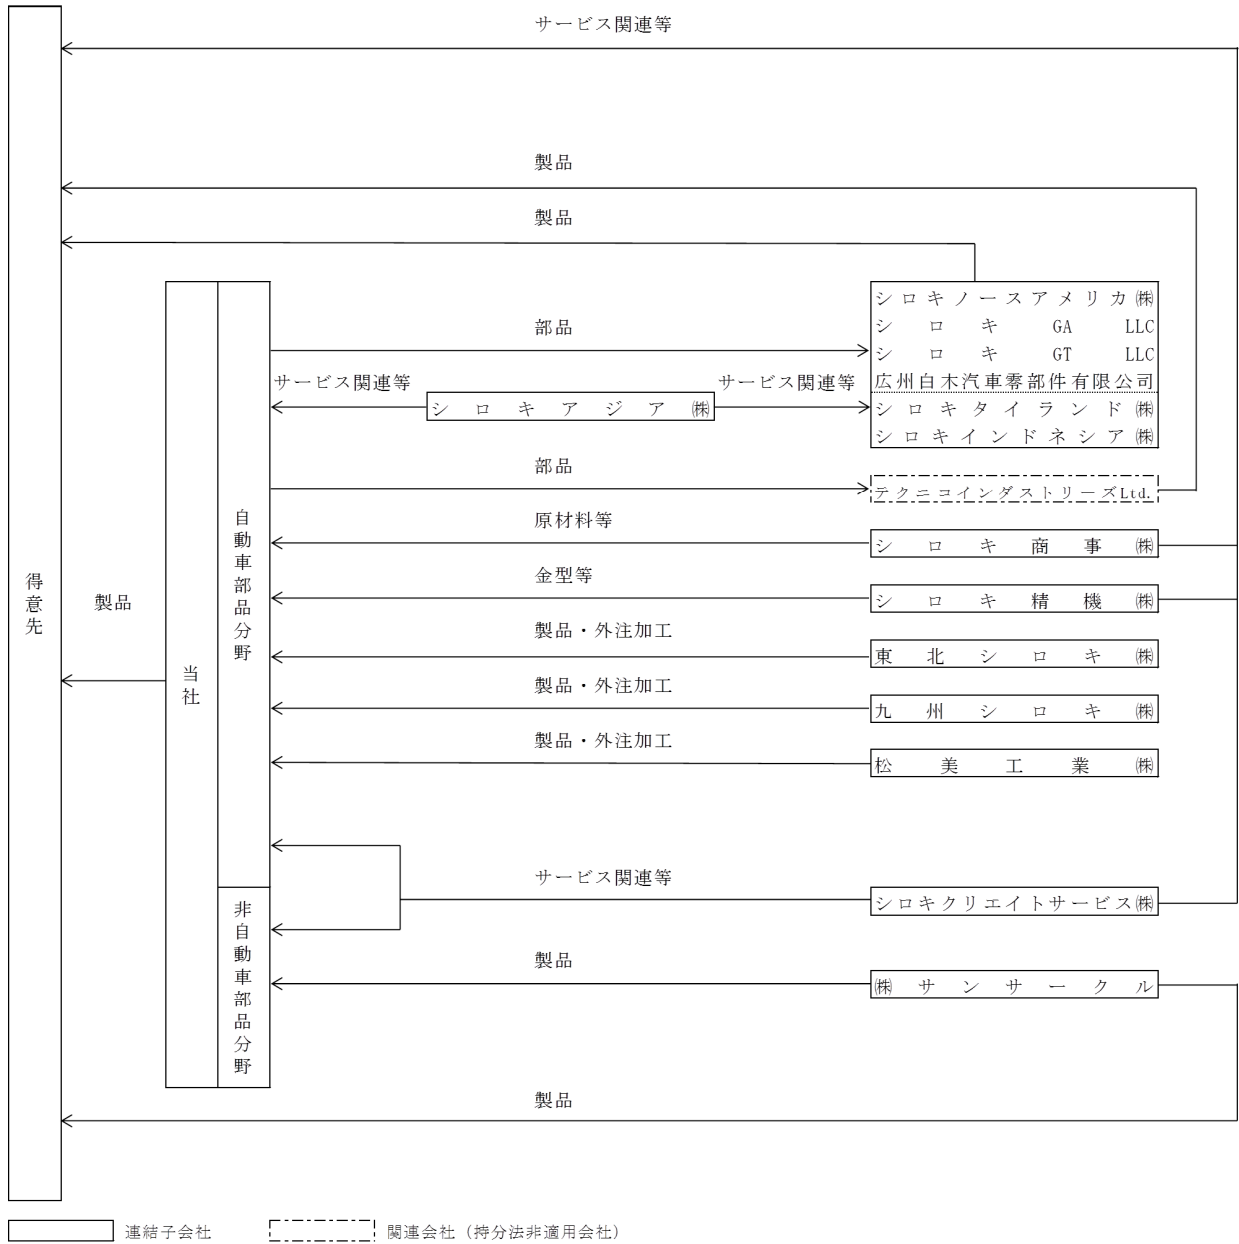 サービス関連等
製品
製品
シロキノースアメリカ㈱
部品
シロキ GA LLC
シロキ GT LLC
サービス関連等
サービス関連等
広州白木汽車零部件有限公司
シロキアジア㈱
シロキタイランド㈱
シロキインドネシア㈱
部品
テクニコインダストリーズLtd.
原材料等
シロキ商事㈱
金型等
シロキ精機㈱
製品・外注加工
東北シロキ㈱
製品・外注加工
九州シロキ㈱
製品・外注加工
松美工業㈱
得意先
製品
当社
自動車部品分野
サービス関連等
シロキクリエイトサービス㈱
非自動車部品分野
製品
㈱サンサークル
製品
連結子会社
関連会社（持分法非適用会社）